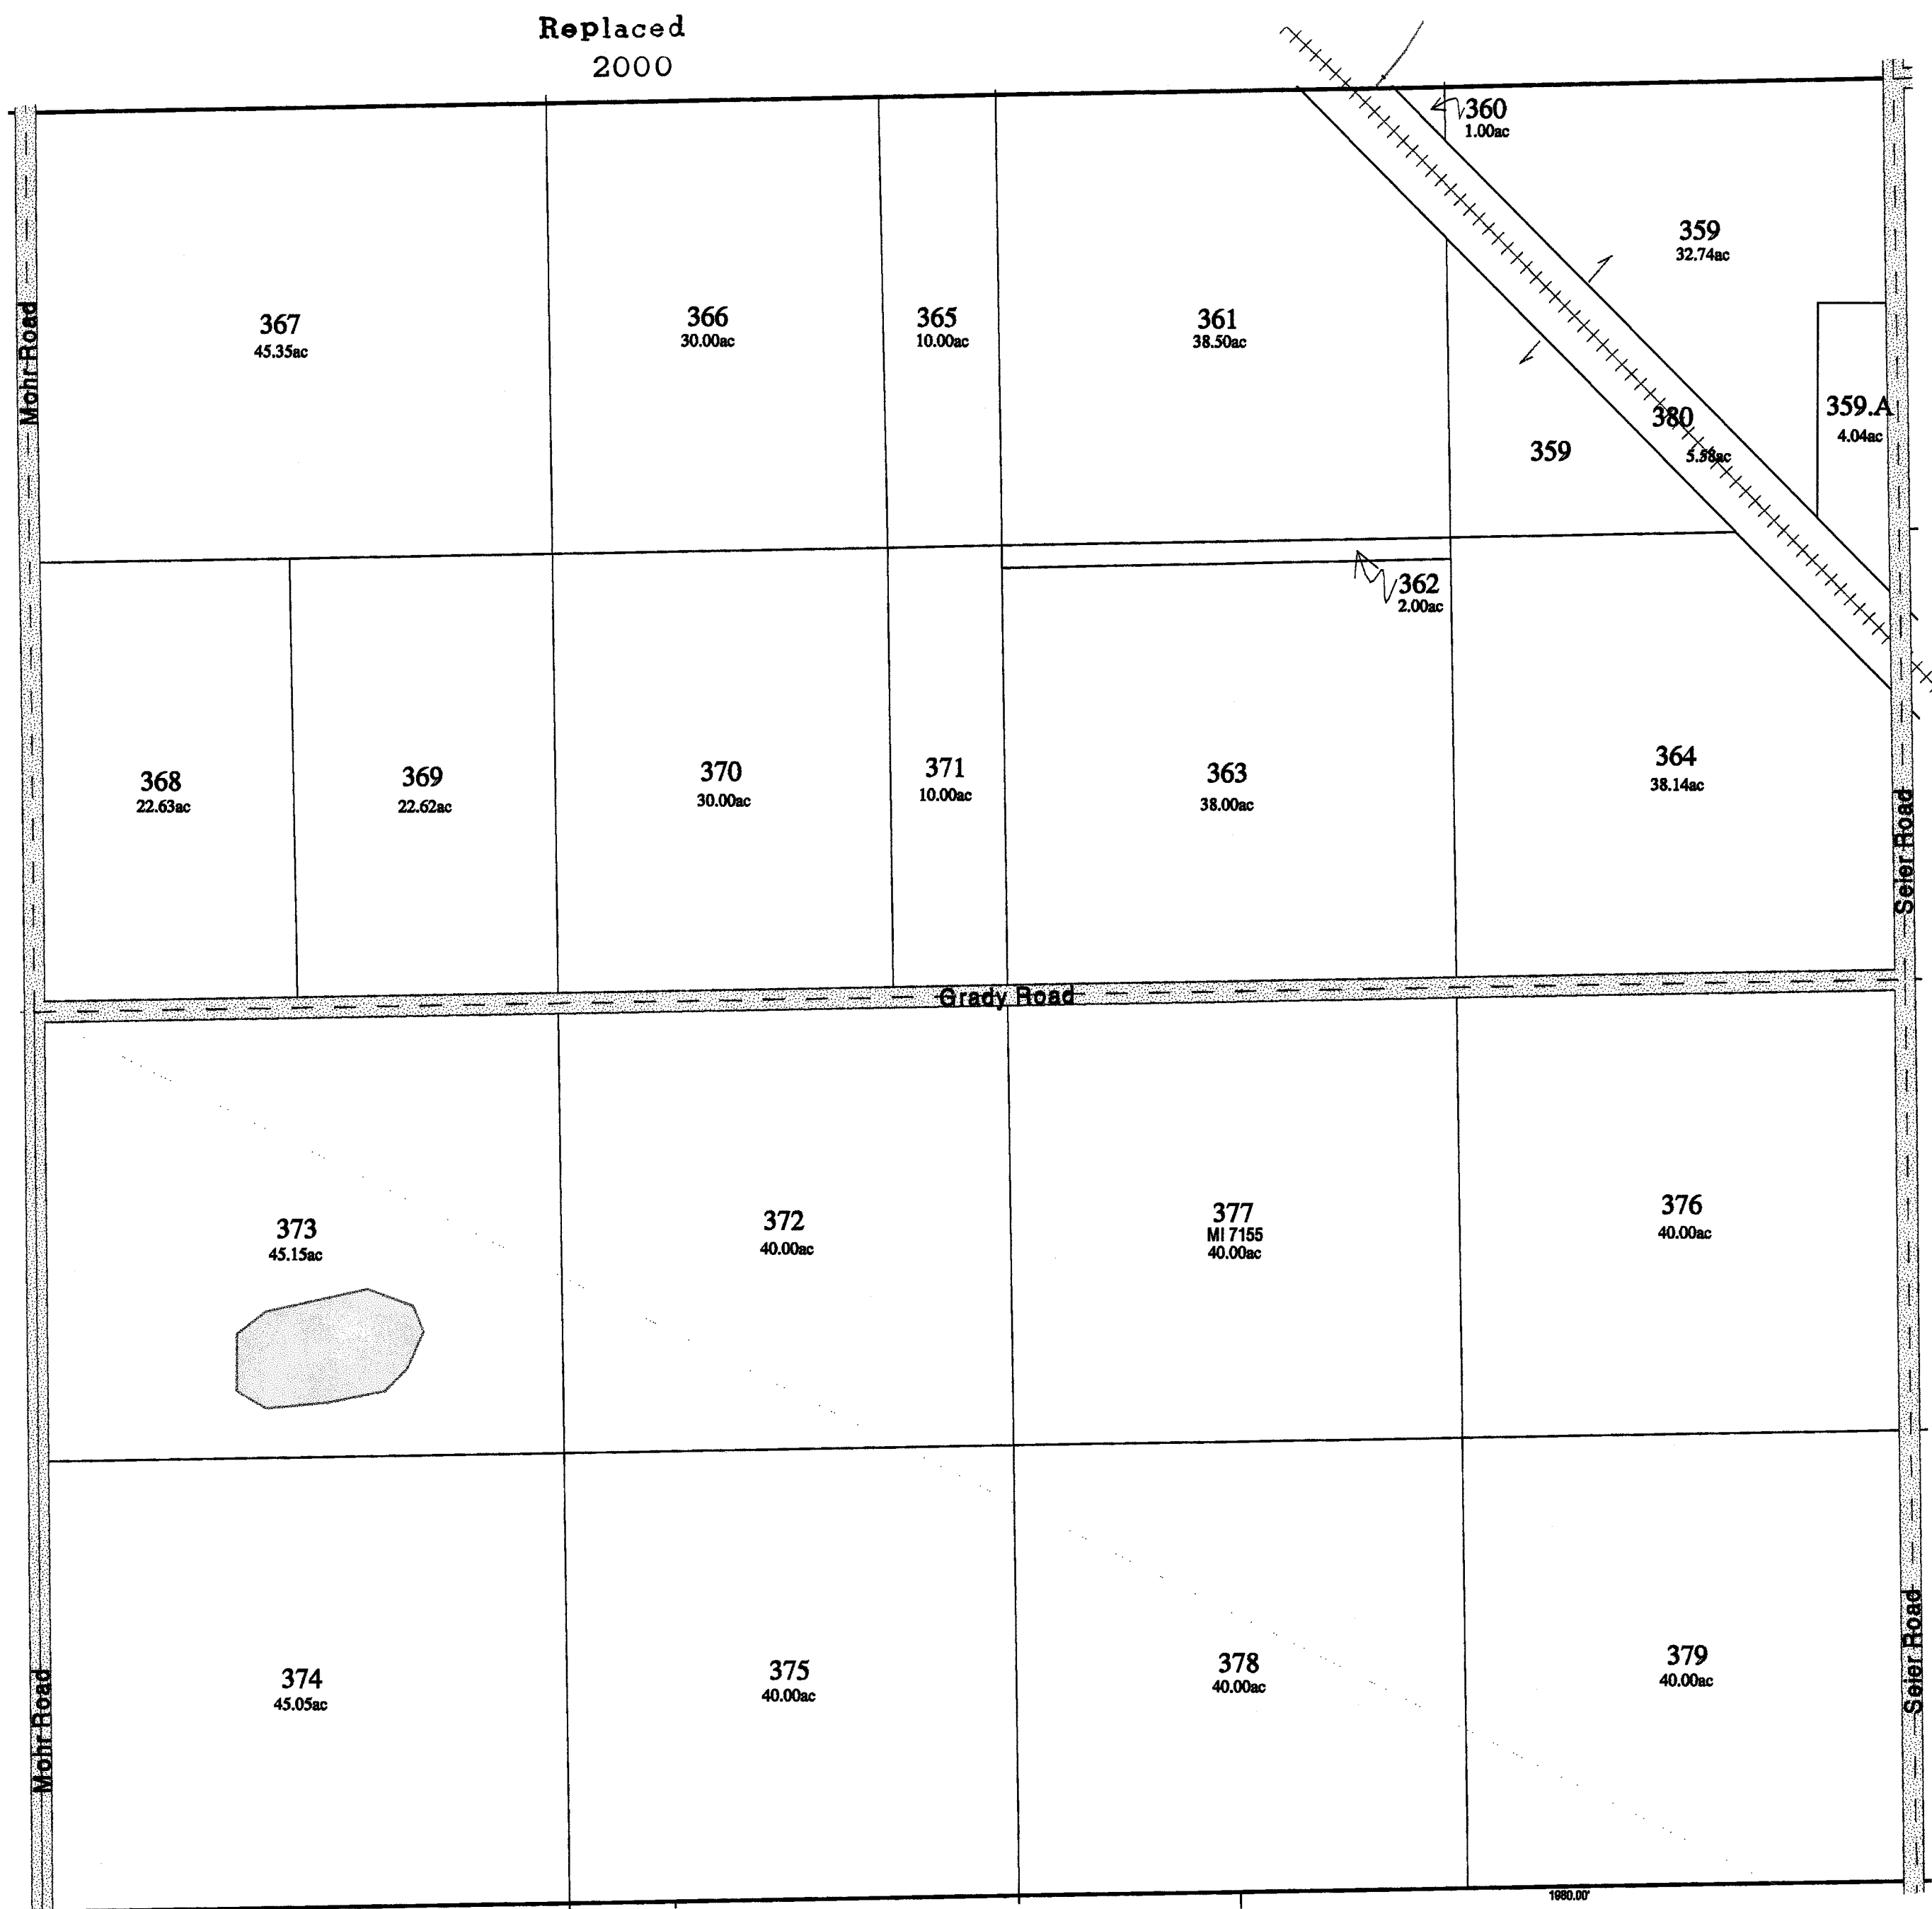 Replaced
2000
360
1.00ac
359
32.74ac
Mohr Road
367
45.35ac
366
30.00ac
365
10.00ac
361
38.50ac
359.A
4.04ac
380
5.58ac
359
362
2.00ac
368
22.63ac
369
22.62ac
370
30.00ac
371
10.00ac
363
38.00ac
364
38.14ac
Seier Road
Grady Road
373
45.15ac
372
40.00ac
377
MI 7155
40.00ac
376
40.00ac
374
45.05ac
375
40.00ac
378
40.00ac
379
40.00ac
Mohr Road
Seier Road
1980.00'